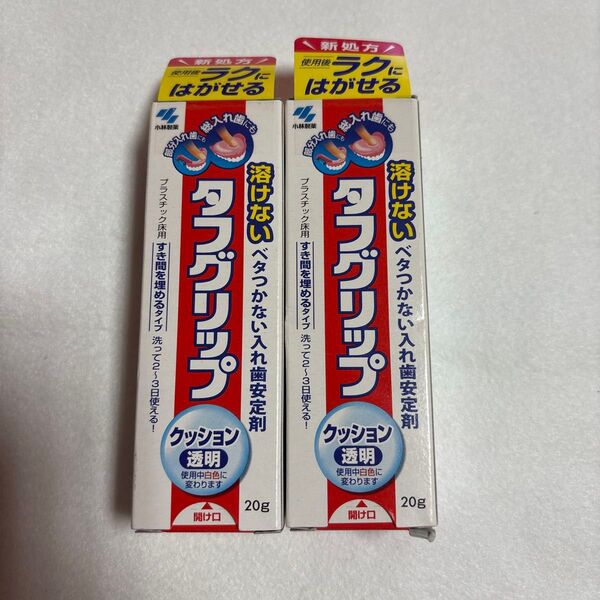 新処方
使用後ラクに
はがせる
小林製薬
部分入れ歯にも
総入れ歯にも
溶けない
ベタつかない入れ歯安定剤
タフグリップ
プラスチック床用
すき間を埋めるタイプ
洗って2～3日使える!
クッション
透明
使用中白色に
変わります
20g
開け口
新処方
使用後ラクに
はがせる
小林製薬
部分入れ歯にも
総入れ歯にも
溶けない
ベタつかない入れ歯安定剤
タフグリップ
プラスチック床用
すき間を埋めるタイプ
洗って2～3日使える!
クッション
透明
使用中白色に
変わります
20g
開け口